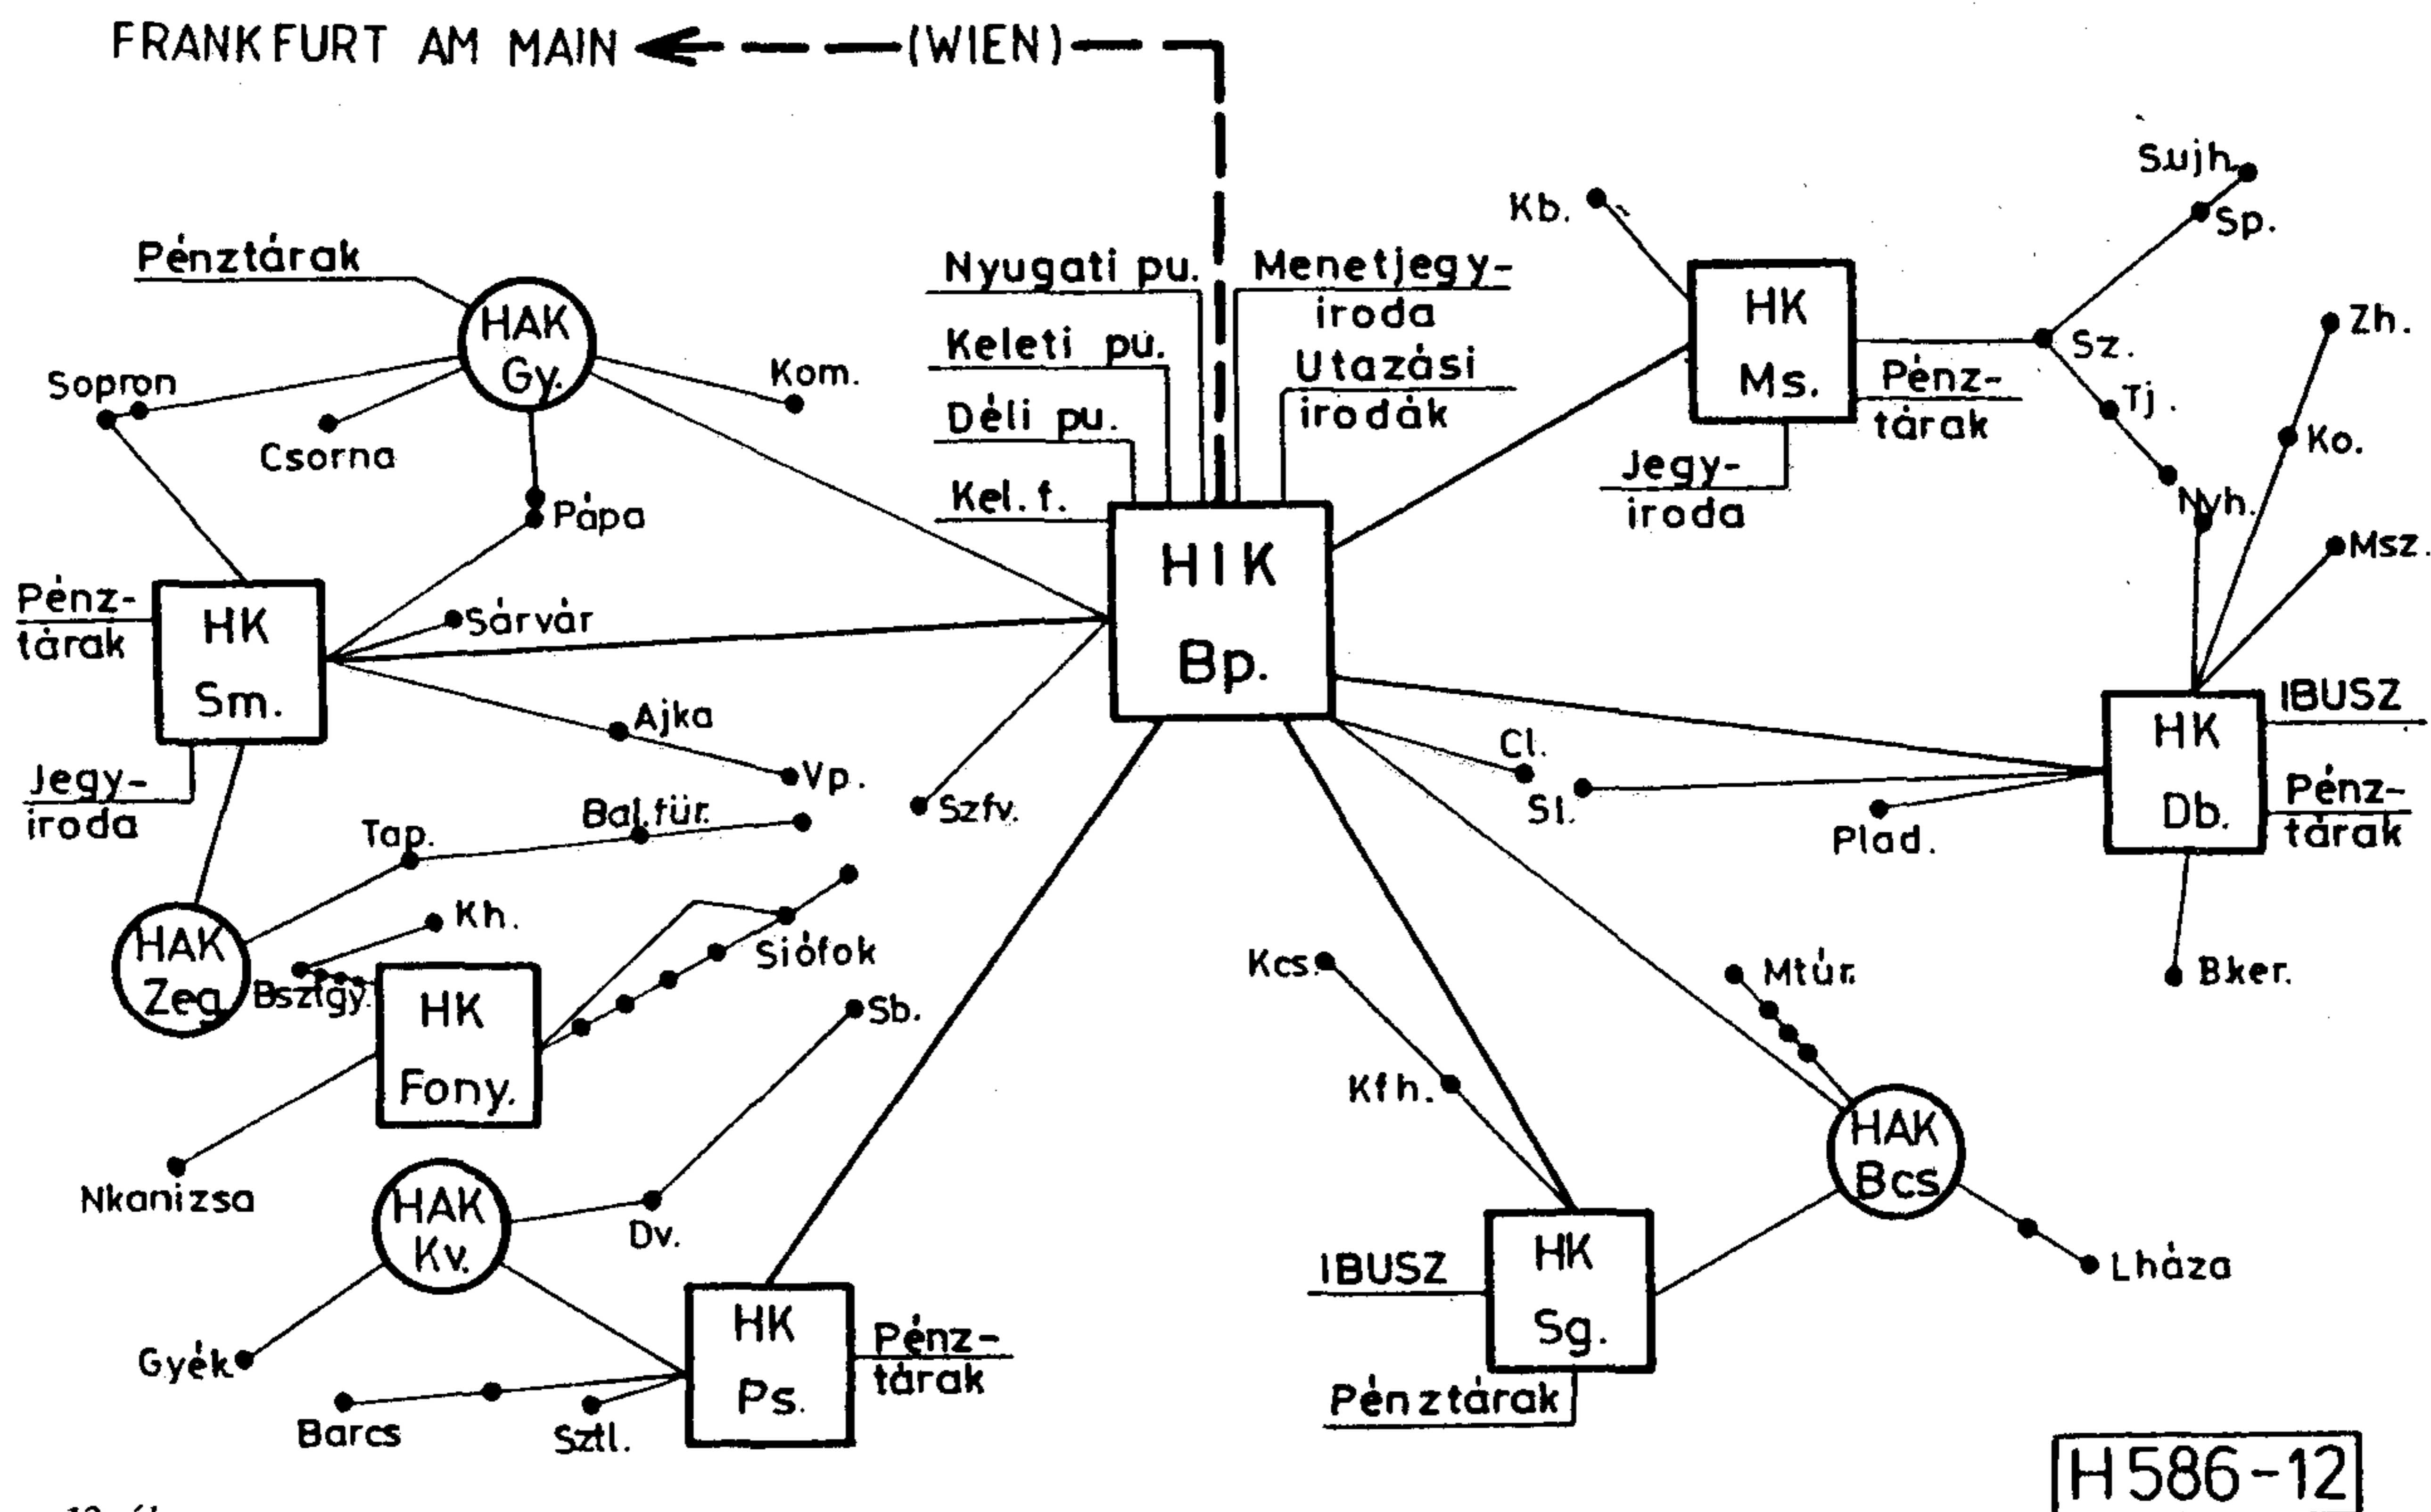 FRANKFURT AM MAIN (WIEN)
Sujh.
Sp.
Kb.
Pénztárak
Nyugati pu.
Menetjegy-
iroda
HK
Ms.
Zh.
HAK
Gy.
Keleti pu.
Utazási
irodák
Sz.
Pénz-
tárak
Tj.
Ko.
Sopron
Kom.
Déli pu.
Csorna
Jegy-
iroda
Kel. f.
Nyh.
Pápa
Msz.
HIK
Bp.
Pénz-
tárak
HK
Sm.
Sárvár
Ajka
Vp.
IBUSZ
HK
Db.
Cl.
Sl.
Plad.
Pénz-
tárak
Jegy-
iroda
Tap.
Bal.für.
Szfv.
Kh.
HAK
Zeg.
Siófok
HK
Fony.
Sb.
Kcs.
Mtúr.
Bker.
Kfh.
HAK
Bcs.
Nkanizsa
HAK
Kv.
Dv.
IBUSZ
HK
Sg.
Lháza
Gyék.
HK
Ps.
Pénz-
tárak
Barcs
Sztl.
Pénztárak
H586-12